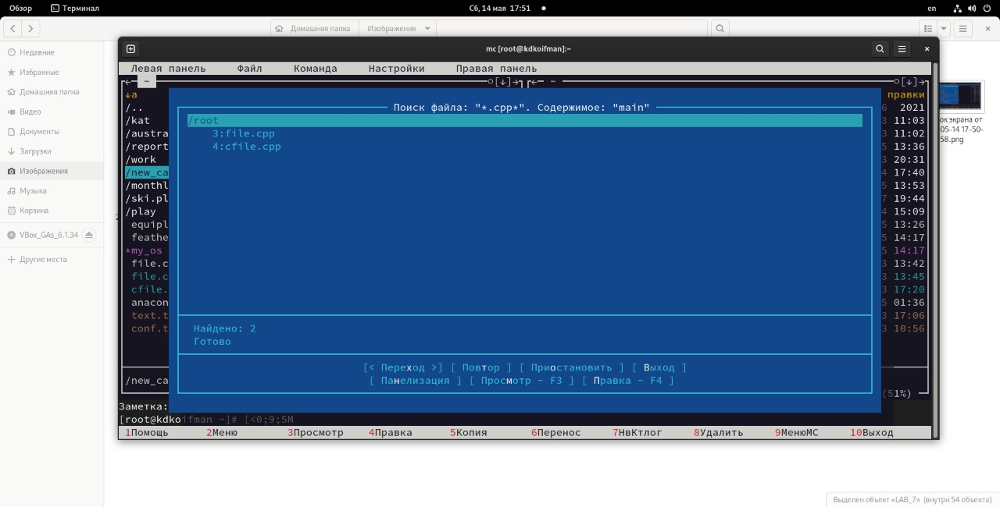 Обзор Терминал Сб, 14 мая 17:51 en
Домашняя папка Изображения
mc [root@kdkoifman]:~
Недавние
Избранные
Домашняя папка
Видео
Документы
Загрузки
Изображения
Музыка
Корзина
VBox_GAs_6.1.34
Другие места
Левая панель Файл Команда Настройки Правая панель
←  ~ [↓] ← ~ [↓]
↓а правки
/.. 6 2021
/kat 3 11:03
/austra 3 11:02
/report 5 13:36
/work 3 20:31
/new_ca 4 17:40
/monthl 5 13:53
/ski.pl 7 19:44
/play 4 15:09
equipl 5 13:26
feathe 5 14:17
*my_os 5 14:17
file.c 3 13:42
file.c 3 13:45
cfile. 3 17:20
anacon 5 01:36
text.t 3 17:06
conf.t 3 10:56
/new_ca (51%)
Поиск файла: "*.cpp*". Содержимое: "main"
/root
3:file.cpp
4:cfile.cpp
Найдено: 2
Готово
[< Переход >] [ Повтор ] [ Приостановить ] [ Выход ]
[ Панелизация ] [ Просмотр - F3 ] [ Правка - F4 ]
Заметка:
[root@kdkoifman ~]# [<0;9;5M
1Помощь 2Меню 3Просмотр 4Правка 5Копия 6Перенос 7НвКтлог 8Удалить 9МенюМС 10Выход
ок экрана от
05-14 17-50-
58.png
Выделен объект «LAB_7» (внутри 54 объекта)